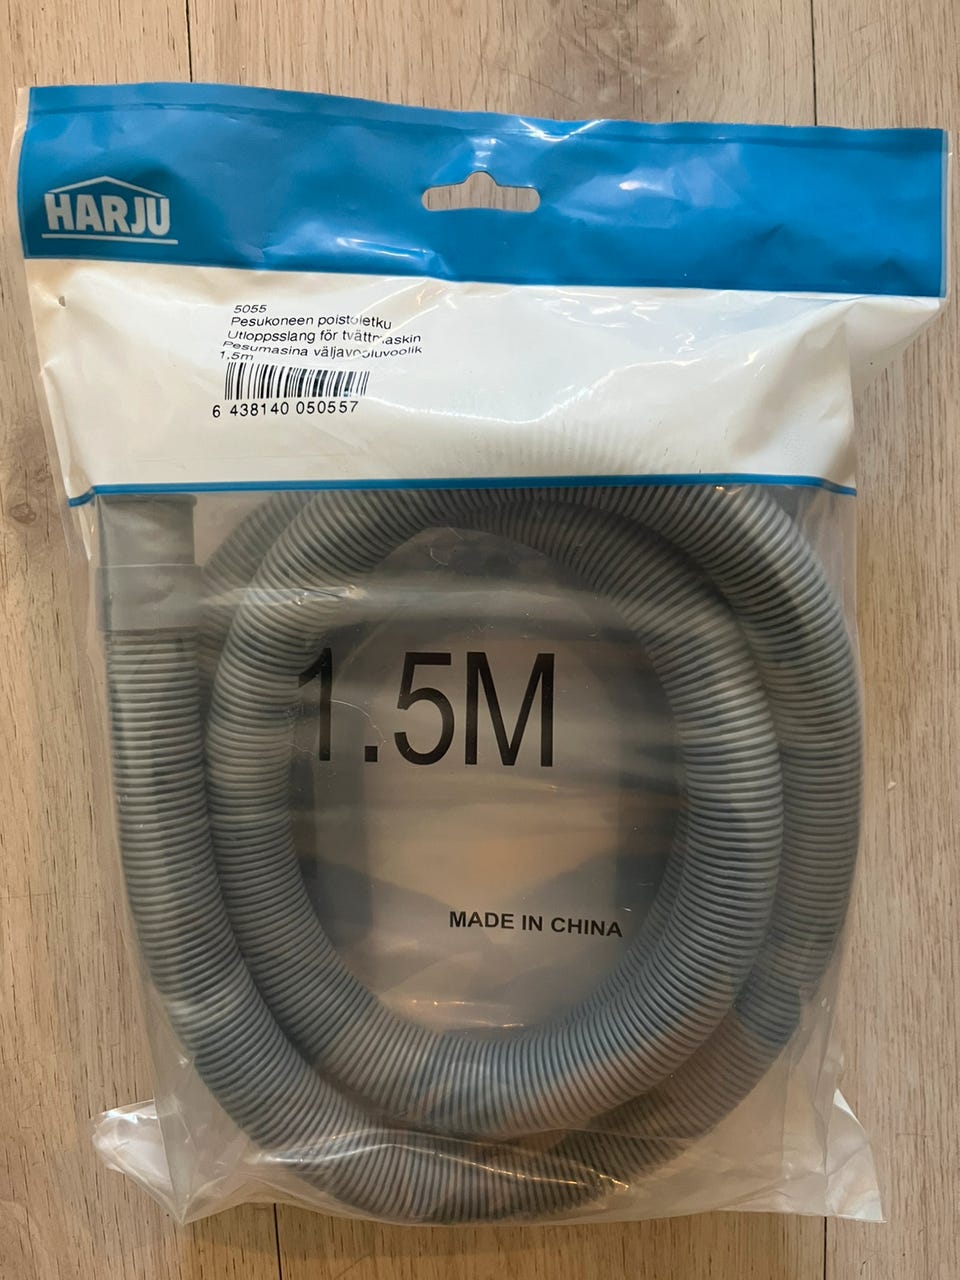 HARJU
5055
Pesukoneen poistoletku
Utloppsslang för tvättmaskin
Pesumasina väljavooluvoolik
1,5m
6 438140 050557
1.5M
MADE IN CHINA